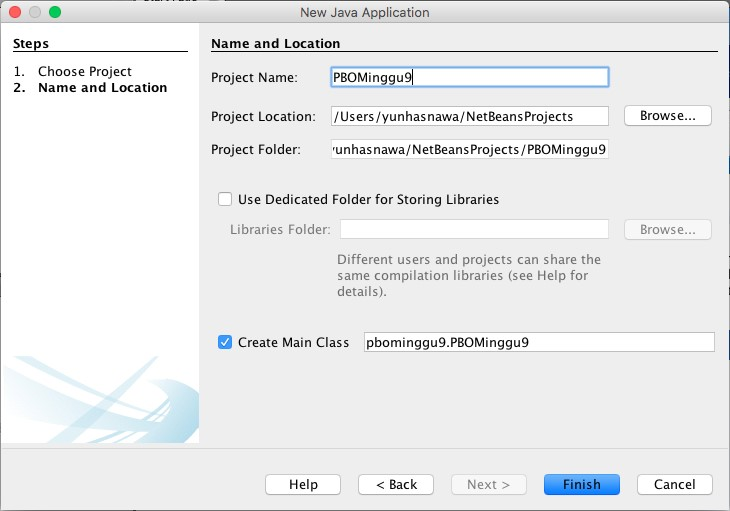 New Java Application
Steps
1. Choose Project
2. Name and Location
Name and Location
Project Name: PBOMinggu9
Project Location: /Users/yunhasnawa/NetBeansProjects Browse...
Project Folder: yunhasnawa/NetBeansProjects/PBOMinggu9
Use Dedicated Folder for Storing Libraries
Libraries Folder: Browse...
Different users and projects can share the
same compilation libraries (see Help for
details).
Create Main Class pbominggu9.PBOMinggu9
Help < Back Next > Finish Cancel